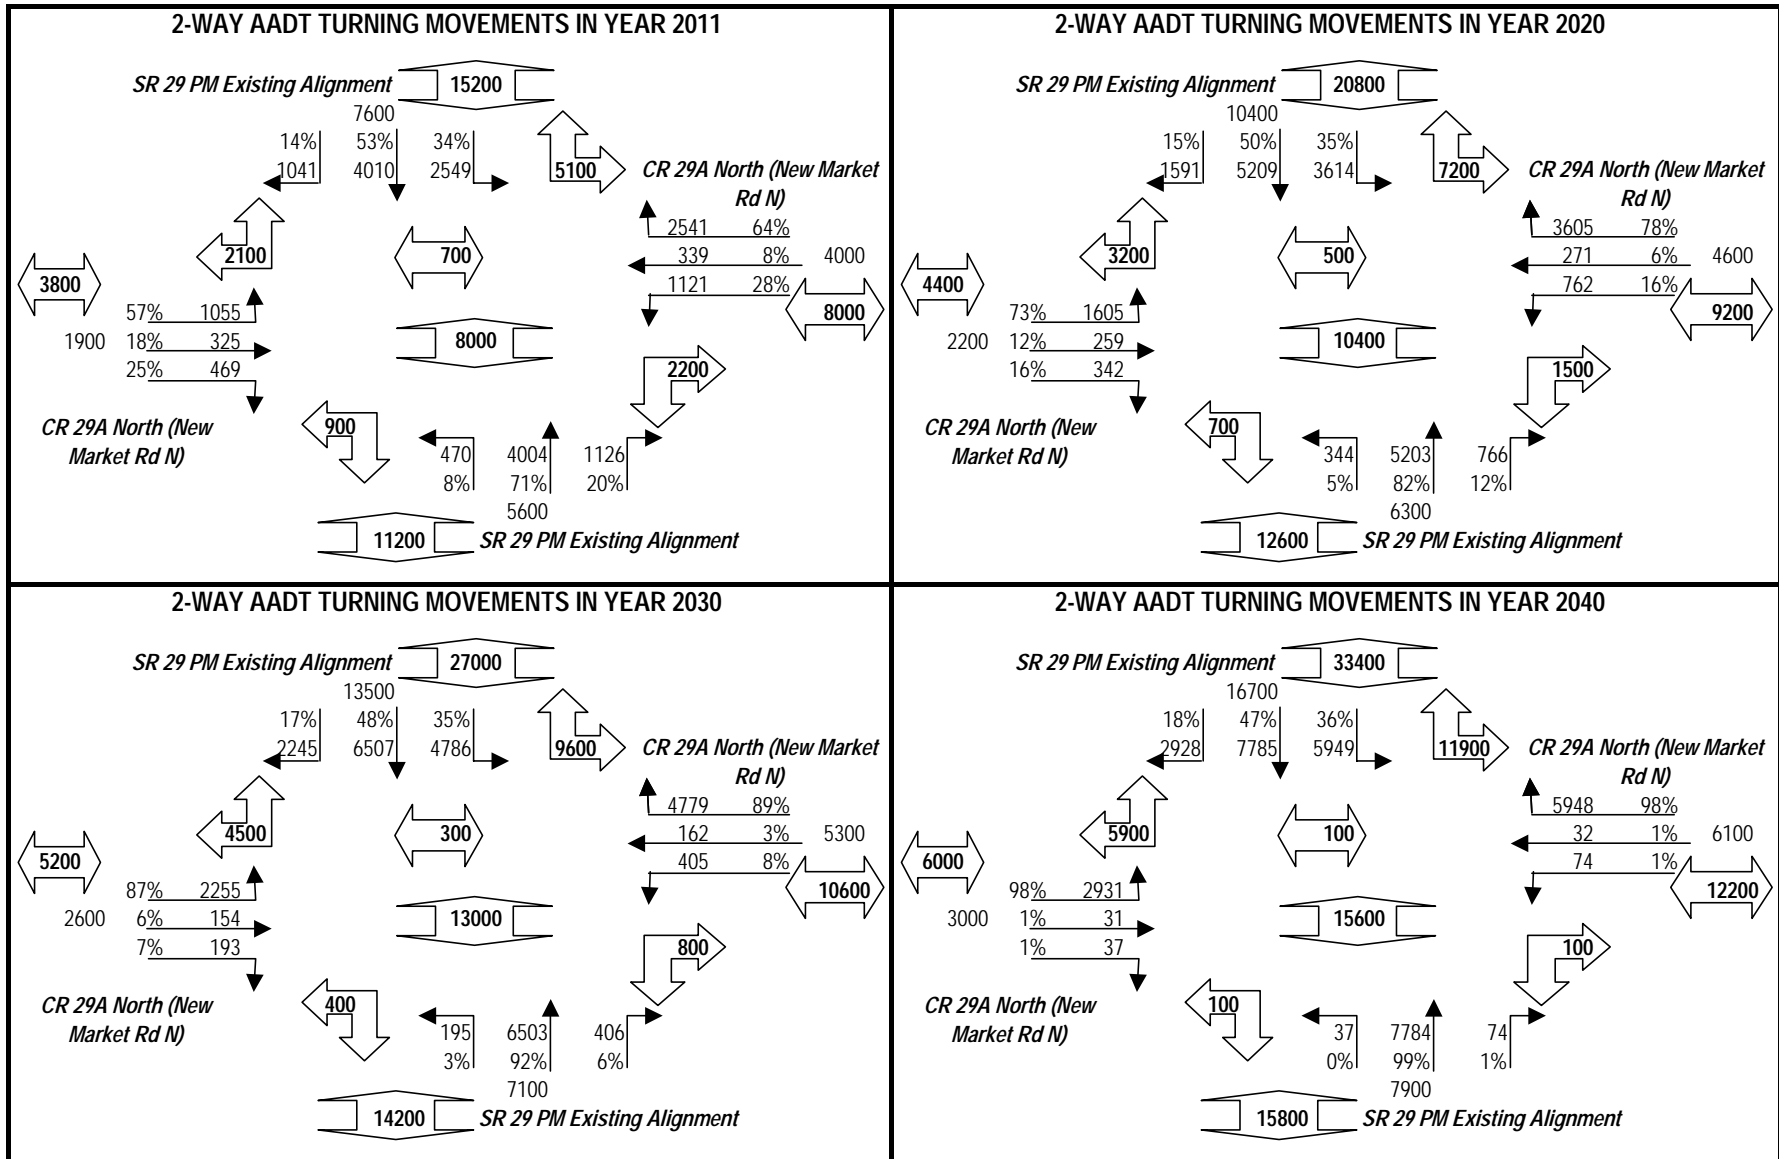 2-WAY AADT TURNING MOVEMENTS IN YEAR 2011
SR 29 PM Existing Alignment 15200
7600
14% 53% 34%
1041 4010 2549 5100 CR 29A North (New Market
Rd N)
2541 64%
2100 700 339 8% 4000
3800 1121 28%
57% 1055 8000
1900 18% 325 8000
25% 469 2200
CR 29A North (New 900
Market Rd N) 470 4004 1126
8% 71% 20%
5600
11200 SR 29 PM Existing Alignment
2-WAY AADT TURNING MOVEMENTS IN YEAR 2020
SR 29 PM Existing Alignment 20800
10400
15% 50% 35%
1591 5209 3614 7200 CR 29A North (New Market
Rd N)
3605 78%
3200 500 271 6% 4600
4400 762 16%
73% 1605 9200
2200 12% 259 10400
16% 342 1500
CR 29A North (New 700
Market Rd N) 344 5203 766
5% 82% 12%
6300
12600 SR 29 PM Existing Alignment
2-WAY AADT TURNING MOVEMENTS IN YEAR 2030
SR 29 PM Existing Alignment 27000
13500
17% 48% 35%
2245 6507 4786 9600 CR 29A North (New Market
Rd N)
4779 89%
4500 300 162 3% 5300
5200 405 8%
87% 2255 10600
2600 6% 154 13000
7% 193 800
CR 29A North (New 400
Market Rd N) 195 6503 406
3% 92% 6%
7100
14200 SR 29 PM Existing Alignment
2-WAY AADT TURNING MOVEMENTS IN YEAR 2040
SR 29 PM Existing Alignment 33400
16700
18% 47% 36%
2928 7785 5949 11900 CR 29A North (New Market
Rd N)
5948 98%
5900 100 32 1% 6100
6000 74 1%
98% 2931 12200
3000 1% 31 15600
1% 37 100
CR 29A North (New 100
Market Rd N) 37 7784 74
0% 99% 1%
7900
15800 SR 29 PM Existing Alignment